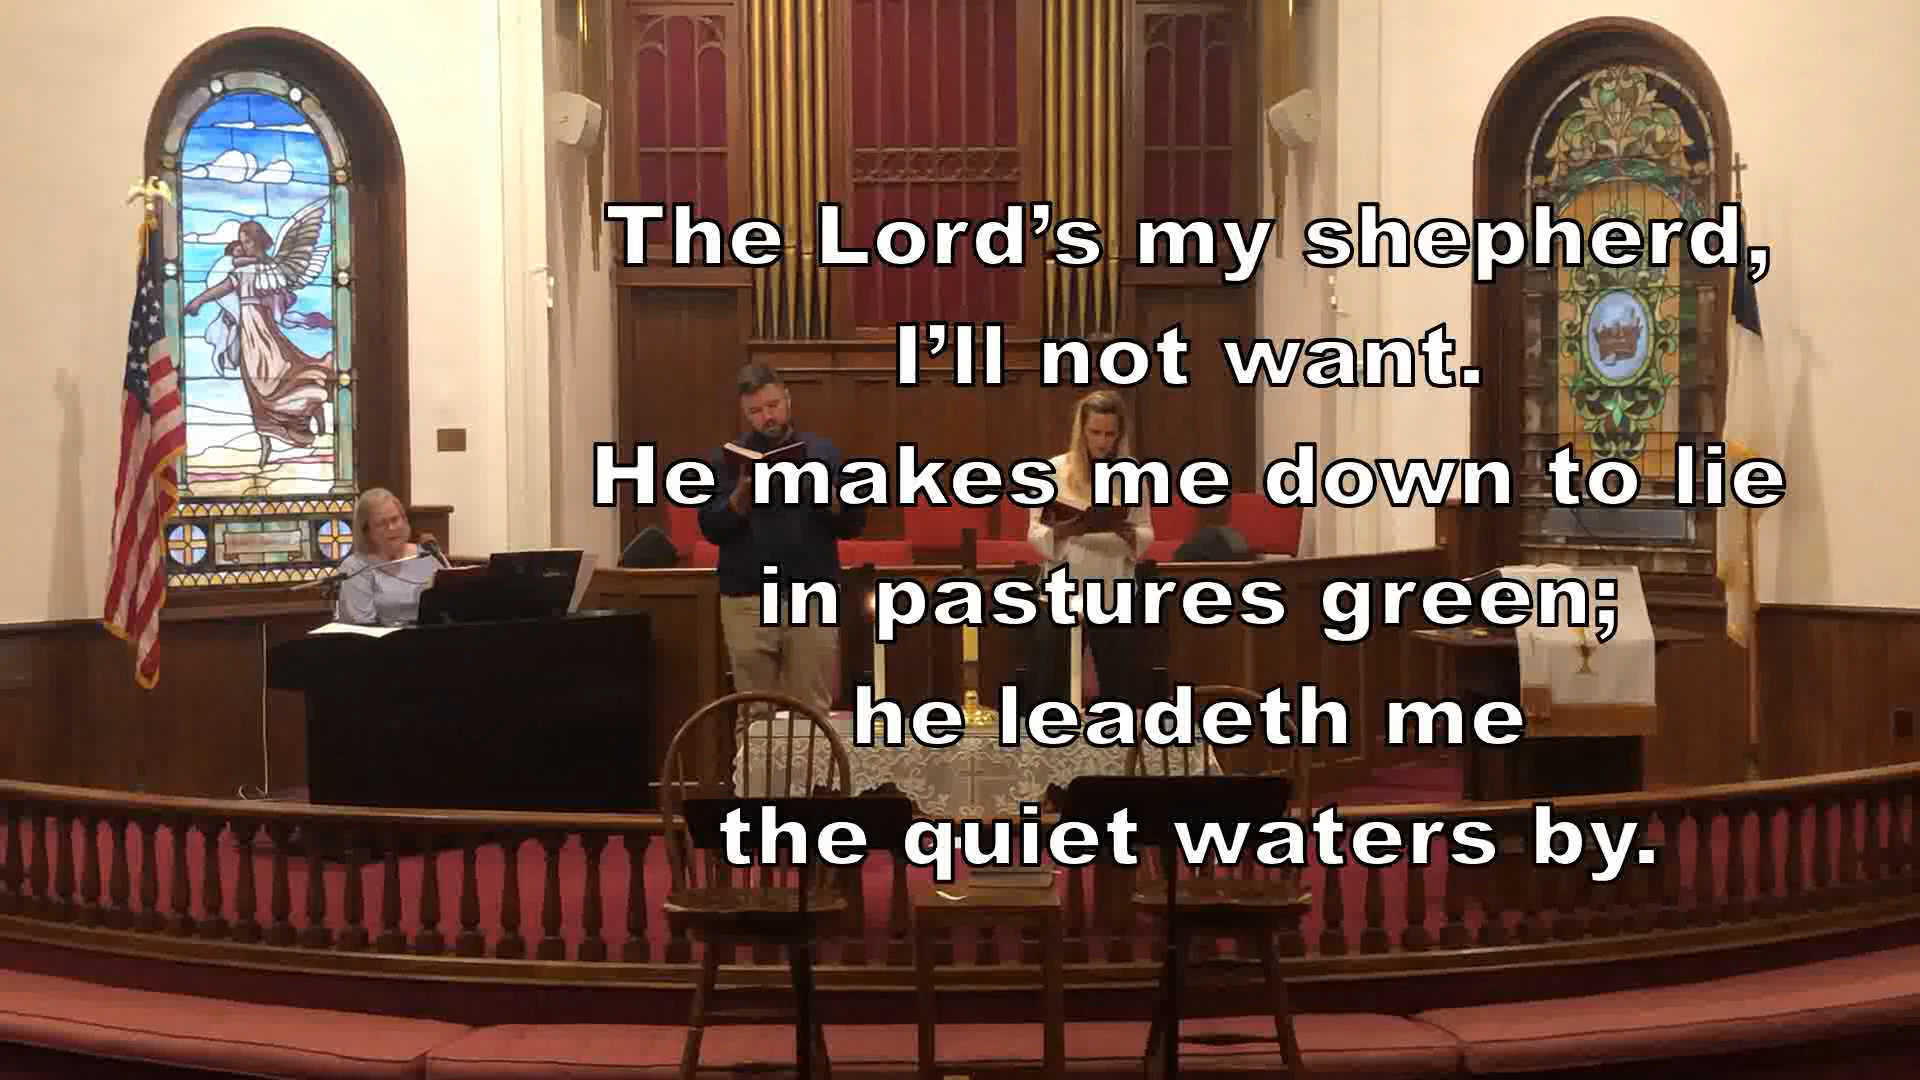 The Lord’s my shepherd,
I’ll not want.
He makes me down to lie
in pastures green;
he leadeth me
the quiet waters by.